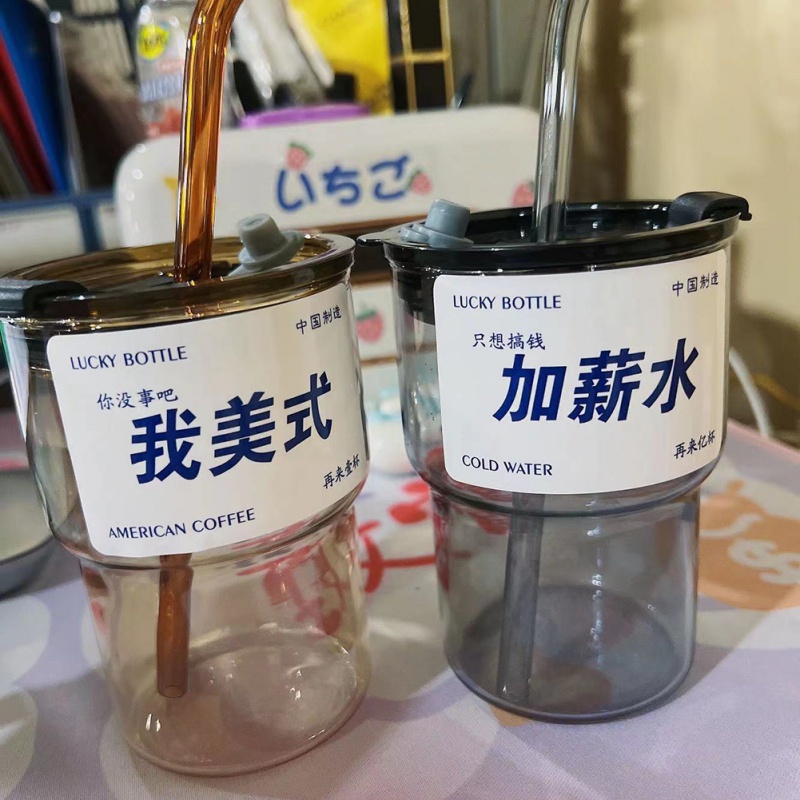 いちご
LUCKY BOTTLE
中国制造
你没事吧
我美式
再来壹杯
AMERICAN COFFEE
LUCKY BOTTLE
中国制造
只想搞钱
加薪水
COLD WATER
再来亿杯